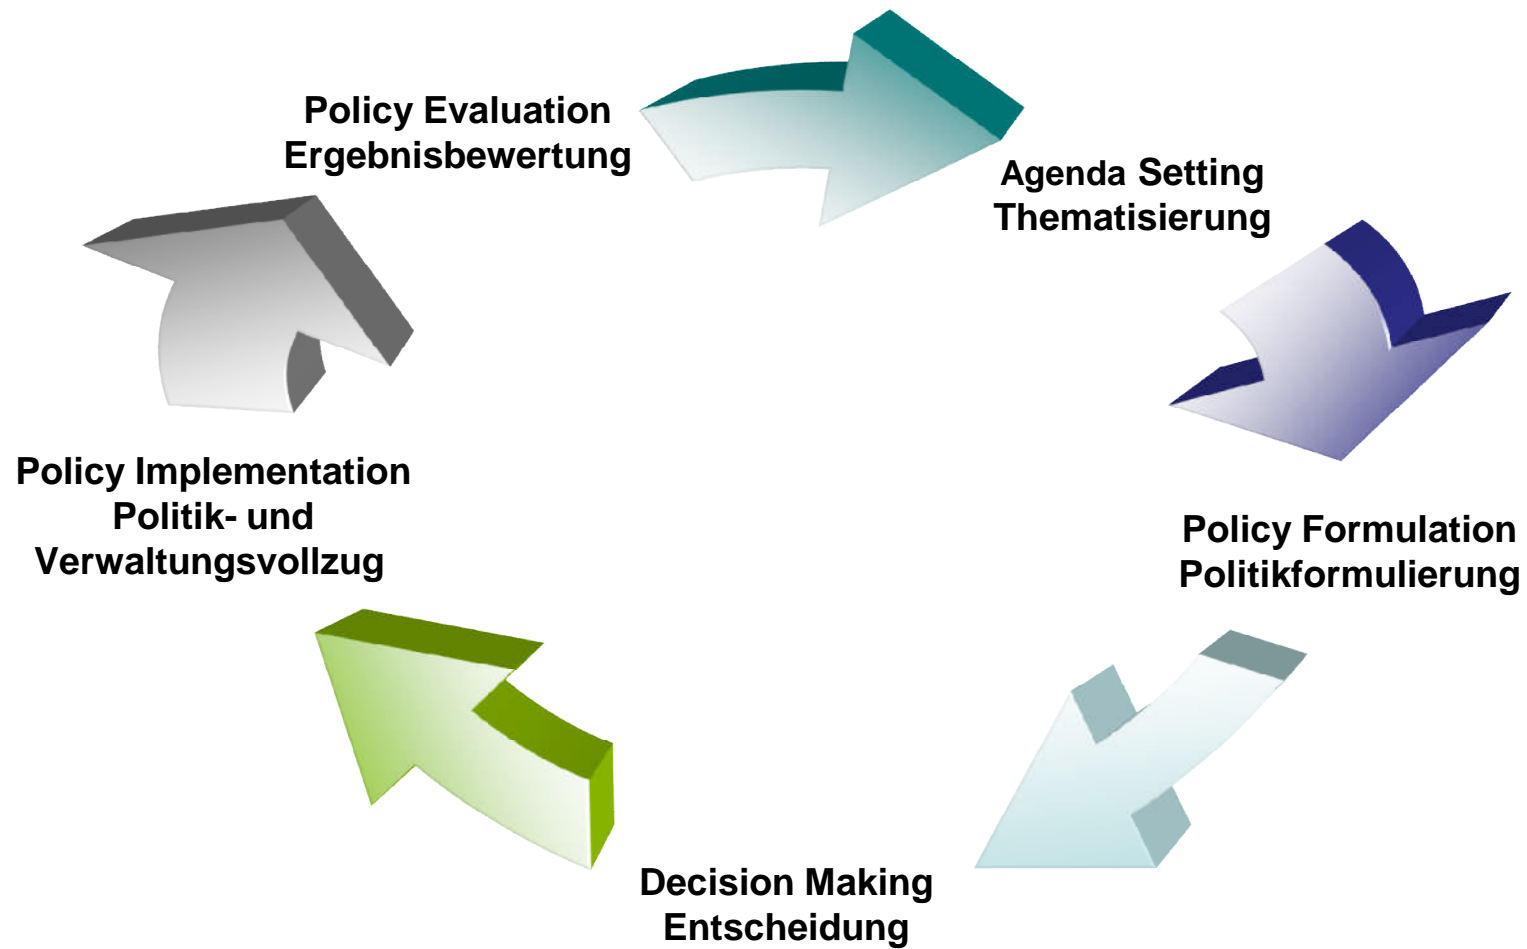 Policy Evaluation
Ergebnisbewertung
Agenda Setting
Thematisierung
Policy Implementation
Politik- und
Verwaltungsvollzug
Policy Formulation
Politikformulierung
Decision Making
Entscheidung